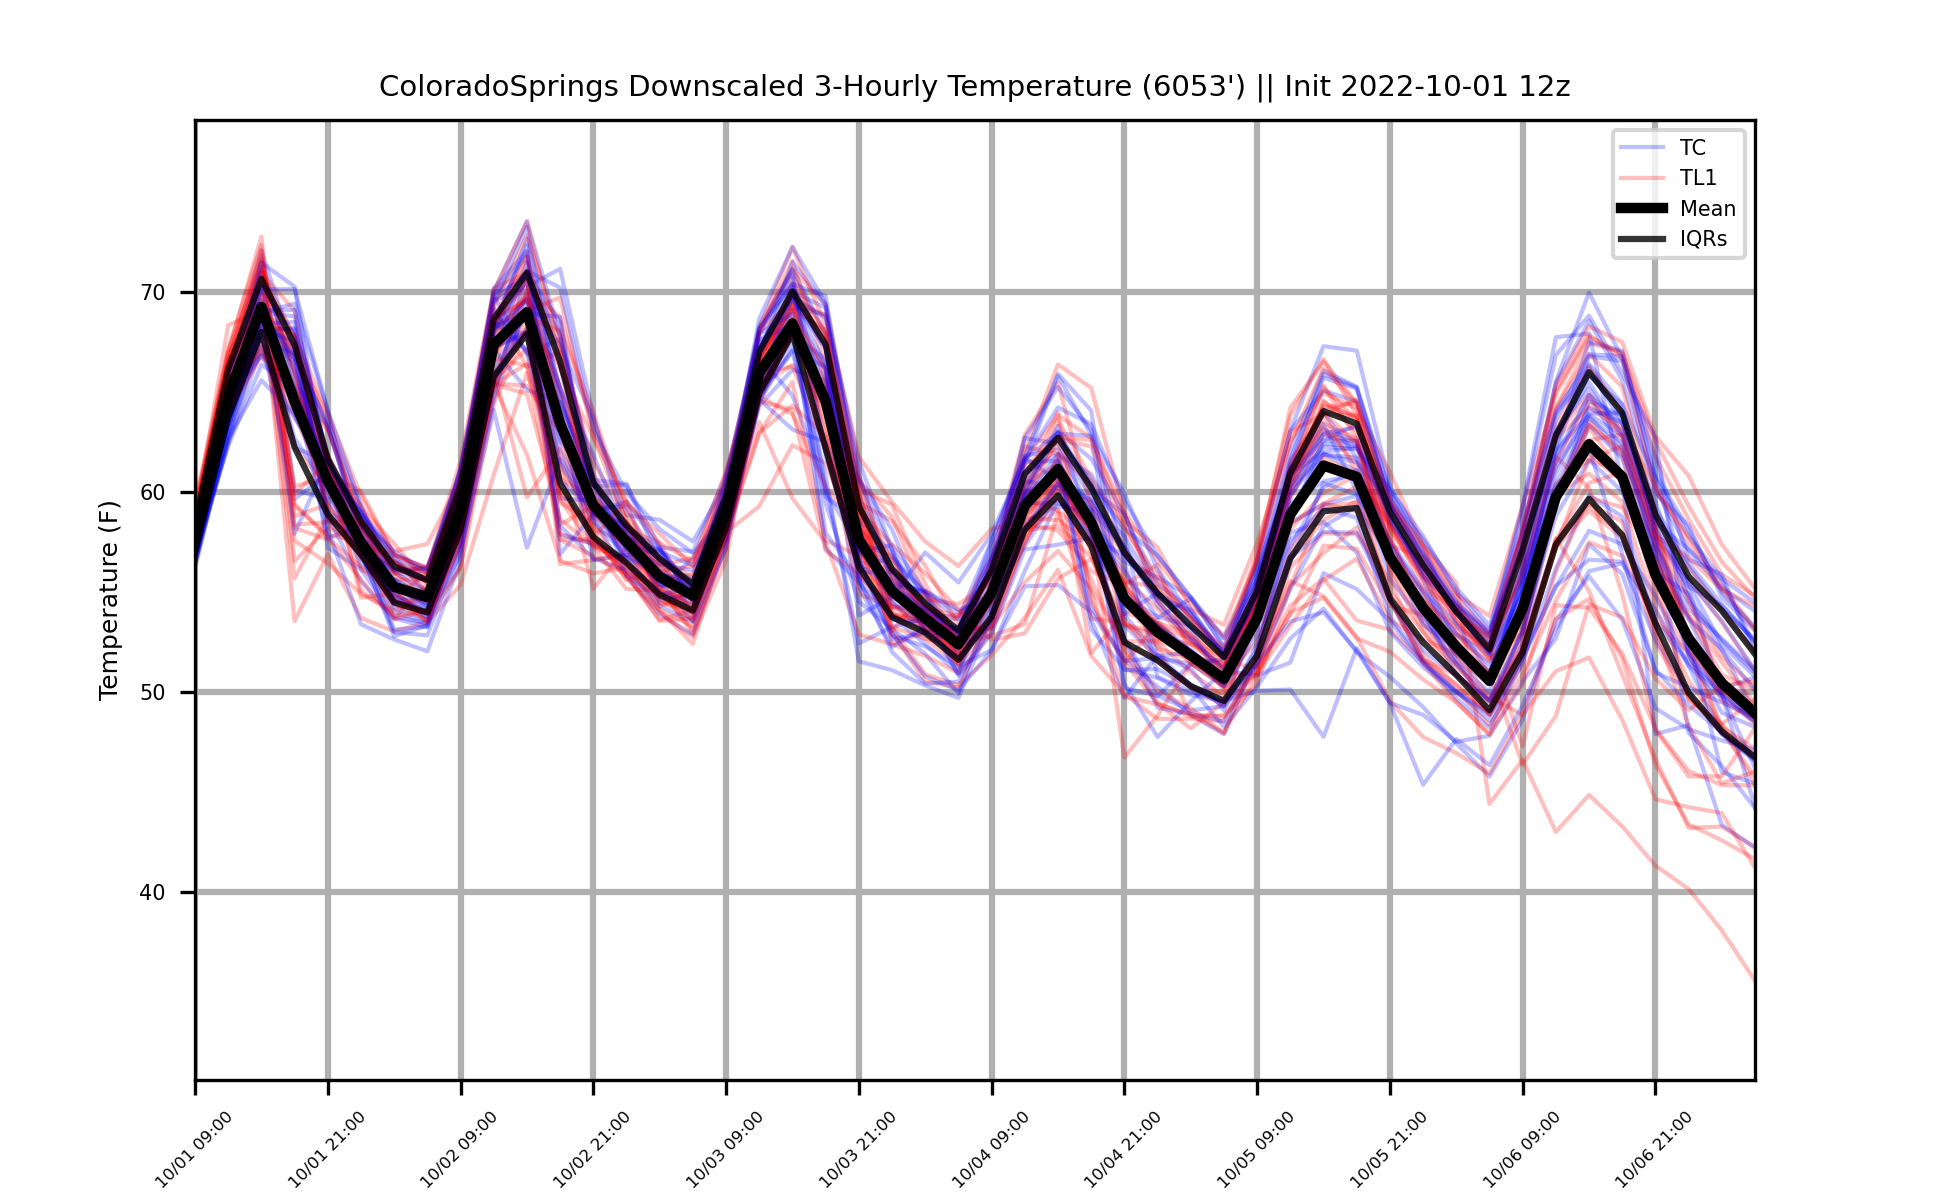 ColoradoSprings Downscaled 3-Hourly Temperature (6053') || Init 2022-10-01 12z
TC
TL1
Mean
IQRs
Temperature (F)
70
60
50
40
10/01 09:00
10/01 21:00
10/02 09:00
10/02 21:00
10/03 09:00
10/03 21:00
10/04 09:00
10/04 21:00
10/05 09:00
10/05 21:00
10/06 09:00
10/06 21:00